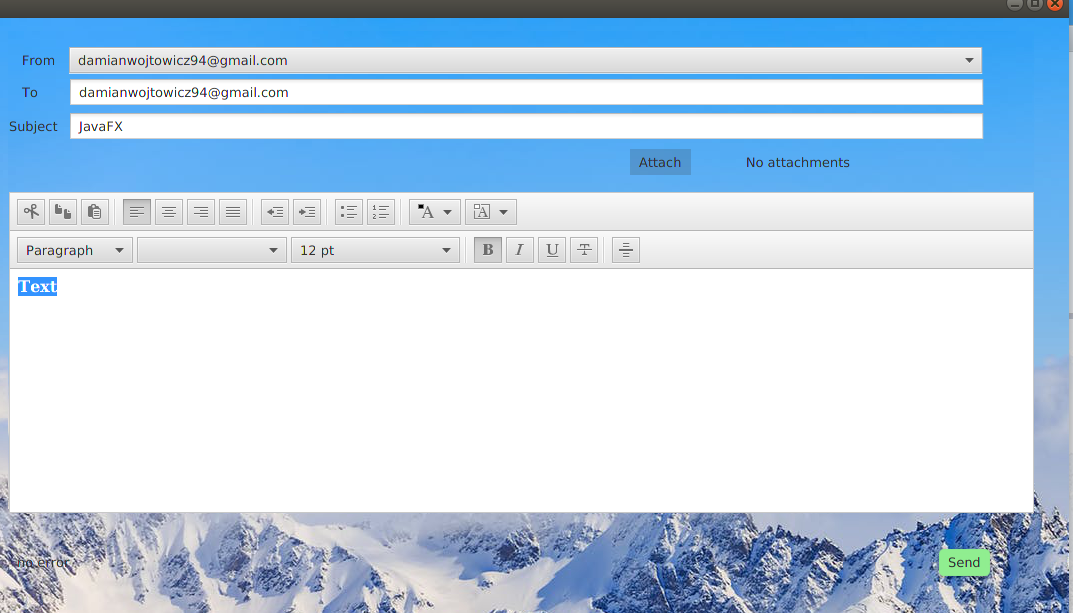 From damianwojtowicz94@gmail.com
To damianwojtowicz94@gmail.com
Subject JavaFX
Attach No attachments
Paragraph 12 pt B I U T
Text
no error
Send